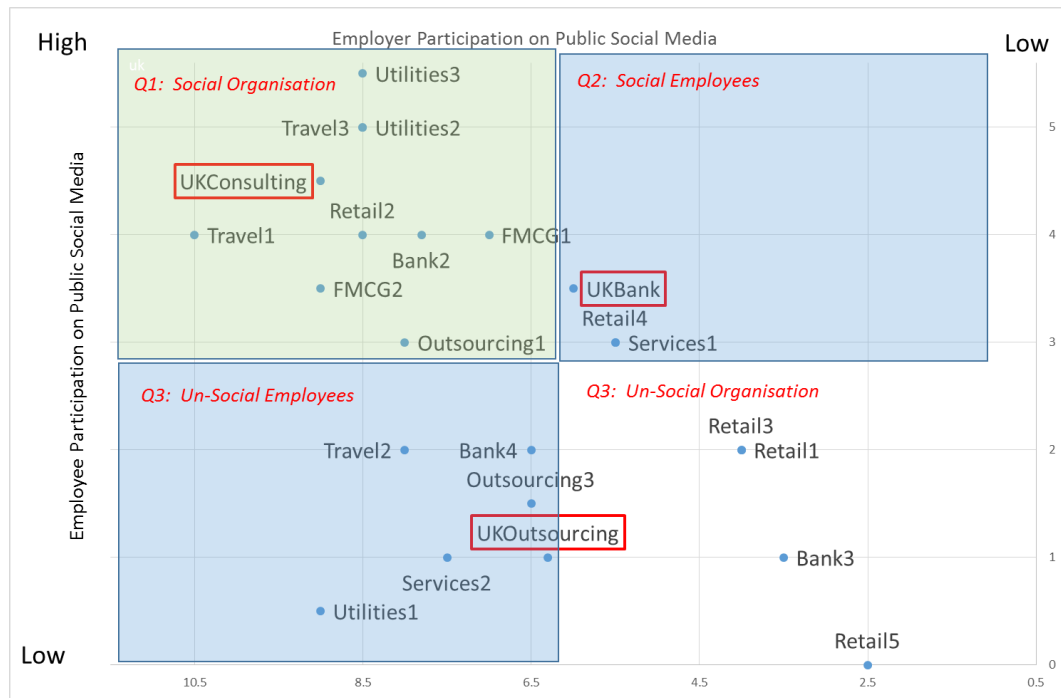 High
Employer Participation on Public Social Media
Low
uk
Q1: Social Organisation
Q2: Social Employees
Utilities3
Travel3
Utilities2
5
UKConsulting
Retail2
Travel1
FMCG1
4
Bank2
FMCG2
UKBank
Retail4
Outsourcing1
Services1
3
Employee Participation on Public Social Media
Q3: Un-Social Employees
Q3: Un-Social Organisation
Retail3
Travel2
Bank4
Retail1
2
Outsourcing3
UKOutsourcing
Bank3
1
Services2
Utilities1
Retail5
Low
0
10.5
8.5
6.5
4.5
2.5
0.5